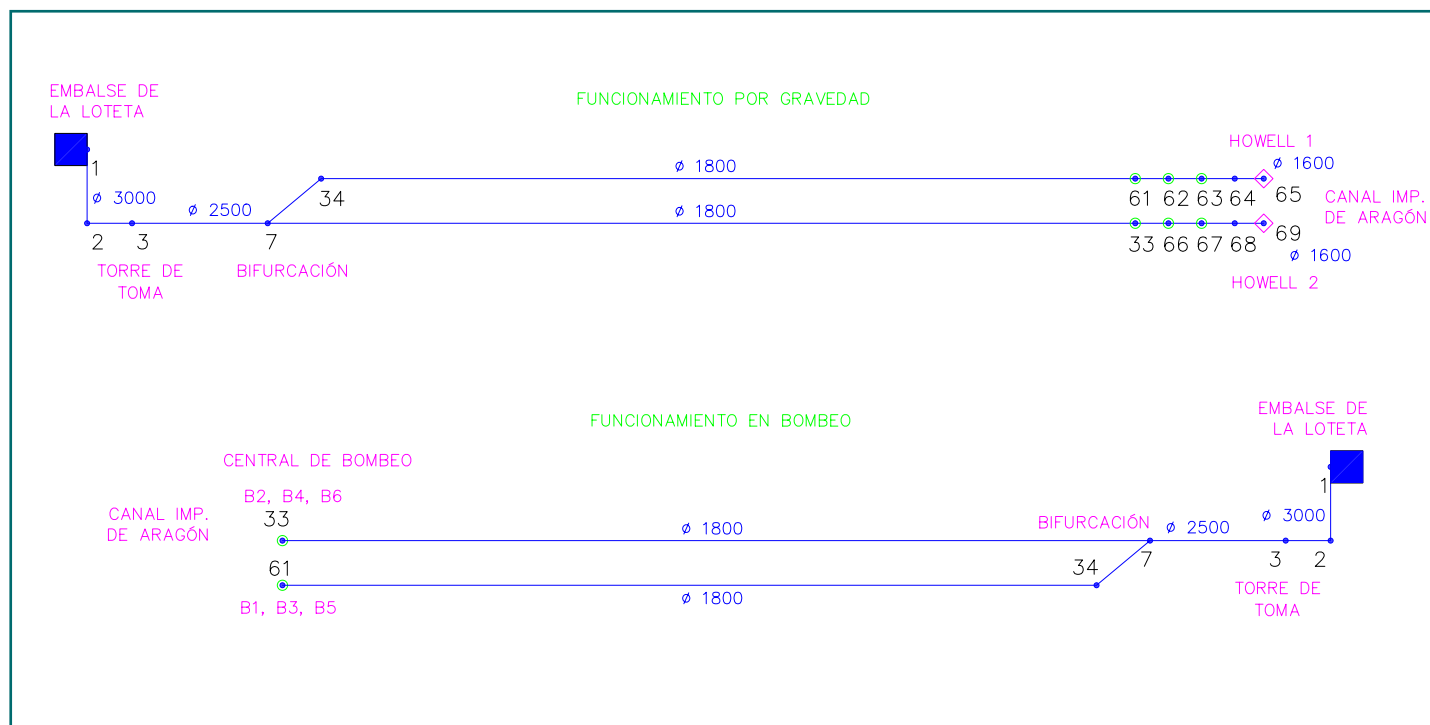 EMBALSE DE
LA LOTETA
FUNCIONAMIENTO POR GRAVEDAD
HOWELL 1
1
ø 1800
ø 1600
34
61
62
63
64
65
CANAL IMP.
DE ARAGÓN
ø 3000
ø 2500
ø 1800
2
3
7
33
66
67
68
69
TORRE DE
TOMA
BIFURCACIÓN
ø 1600
HOWELL 2
FUNCIONAMIENTO EN BOMBEO
EMBALSE DE
LA LOTETA
CENTRAL DE BOMBEO
B2, B4, B6
1
CANAL IMP.
DE ARAGÓN
33
ø 1800
BIFURCACIÓN
ø 2500
ø 3000
61
34
7
3
2
B1, B3, B5
ø 1800
TORRE DE
TOMA